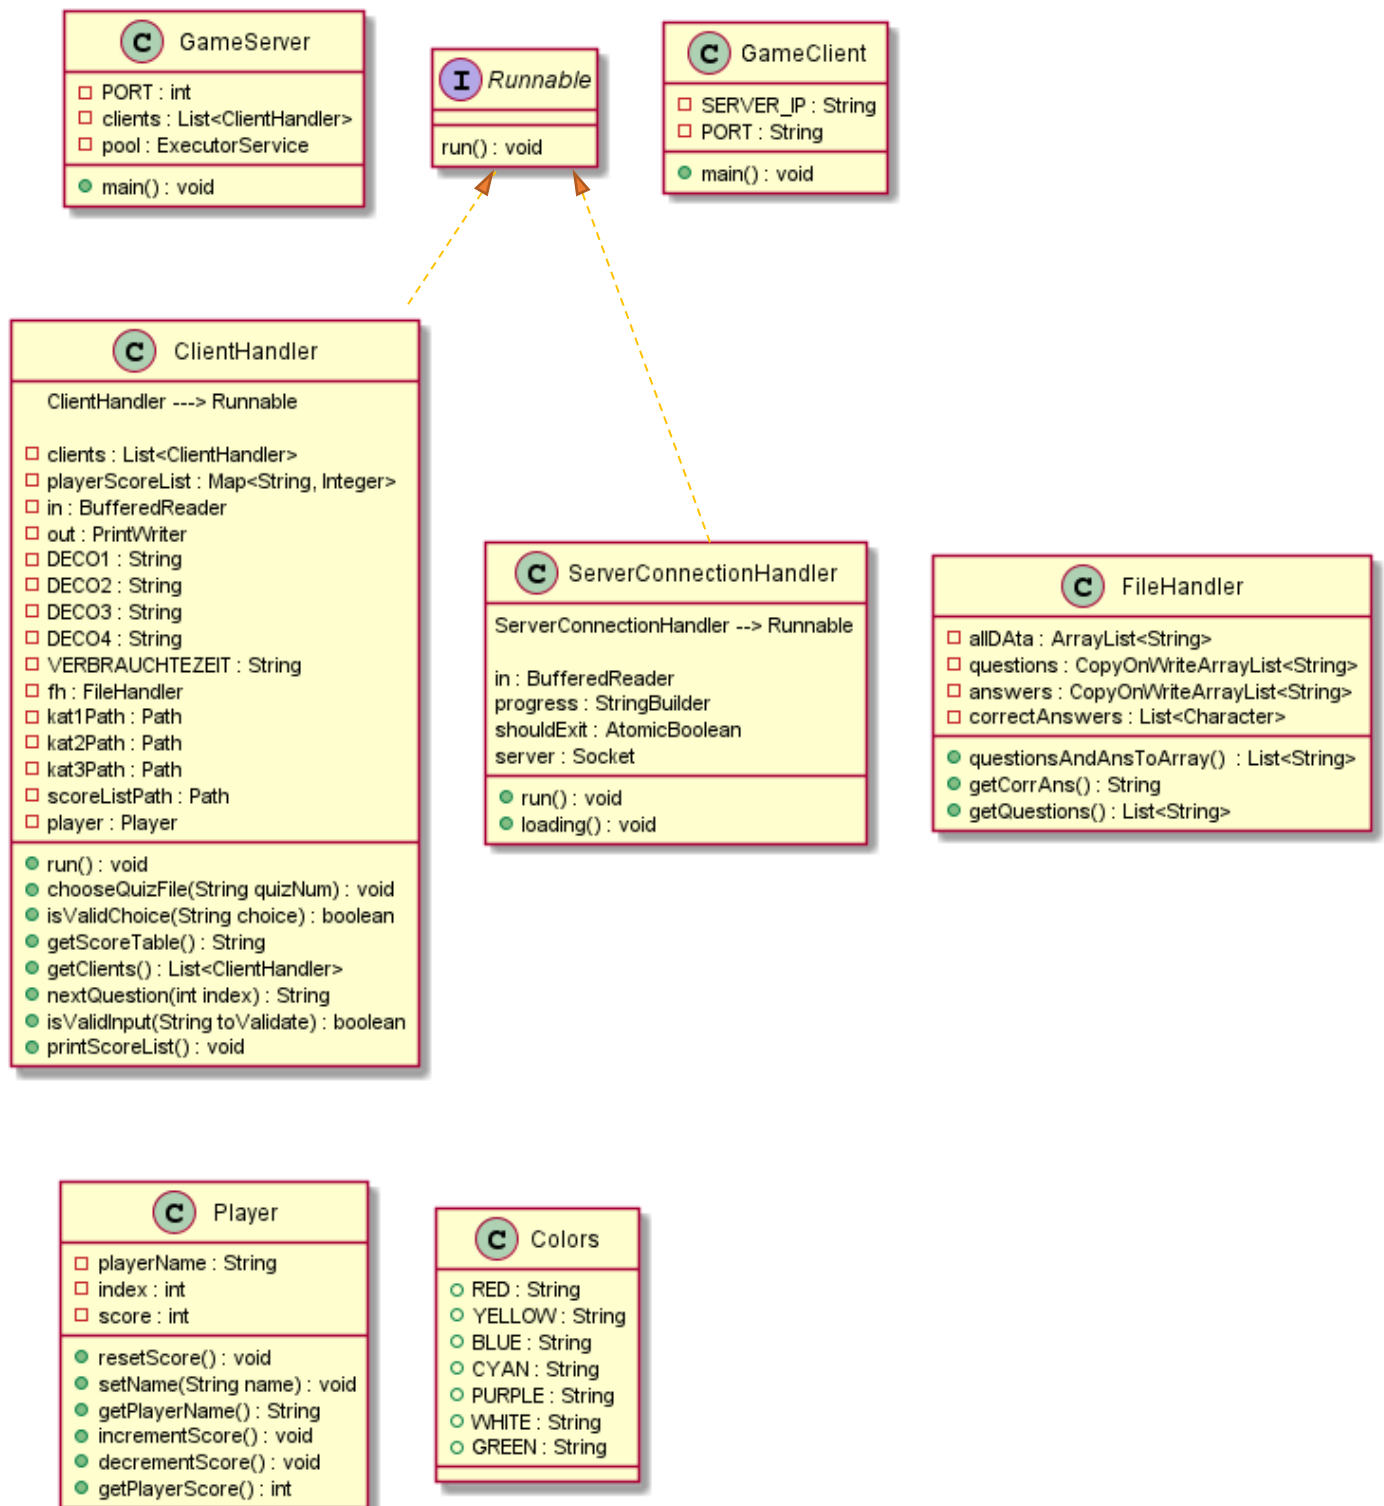 C GameServer
PORT : int
clients : List<ClientHandler>
pool : ExecutorService
main() : void
I Runnable
run() : void
C GameClient
SERVER_IP : String
PORT : String
main() : void
C ClientHandler
ClientHandler ---> Runnable
clients : List<ClientHandler>
playerScoreList : Map<String, Integer>
in : BufferedReader
out : PrintWriter
DECO1 : String
DECO2 : String
DECO3 : String
DECO4 : String
VERBRAUCHTEZEIT : String
fh : FileHandler
kat1Path : Path
kat2Path : Path
kat3Path : Path
scoreListPath : Path
player : Player
run() : void
chooseQuizFile(String quizNum) : void
isValidChoice(String choice) : boolean
getScoreTable() : String
getClients() : List<ClientHandler>
nextQuestion(int index) : String
isValidInput(String toValidate) : boolean
printScoreList() : void
C ServerConnectionHandler
ServerConnectionHandler --> Runnable
in : BufferedReader
progress : StringBuilder
shouldExit : AtomicBoolean
server : Socket
run() : void
loading() : void
C FileHandler
allDAta : ArrayList<String>
questions : CopyOnWriteArrayList<String>
answers : CopyOnWriteArrayList<String>
correctAnswers : List<Character>
questionsAndAnsToArray() : List<String>
getCorrAns() : String
getQuestions() : List<String>
C Player
playerName : String
index : int
score : int
resetScore() : void
setName(String name) : void
getPlayerName() : String
incrementScore() : void
decrementScore() : void
getPlayerScore() : int
C Colors
RED : String
YELLOW : String
BLUE : String
CYAN : String
PURPLE : String
WHITE : String
GREEN : String